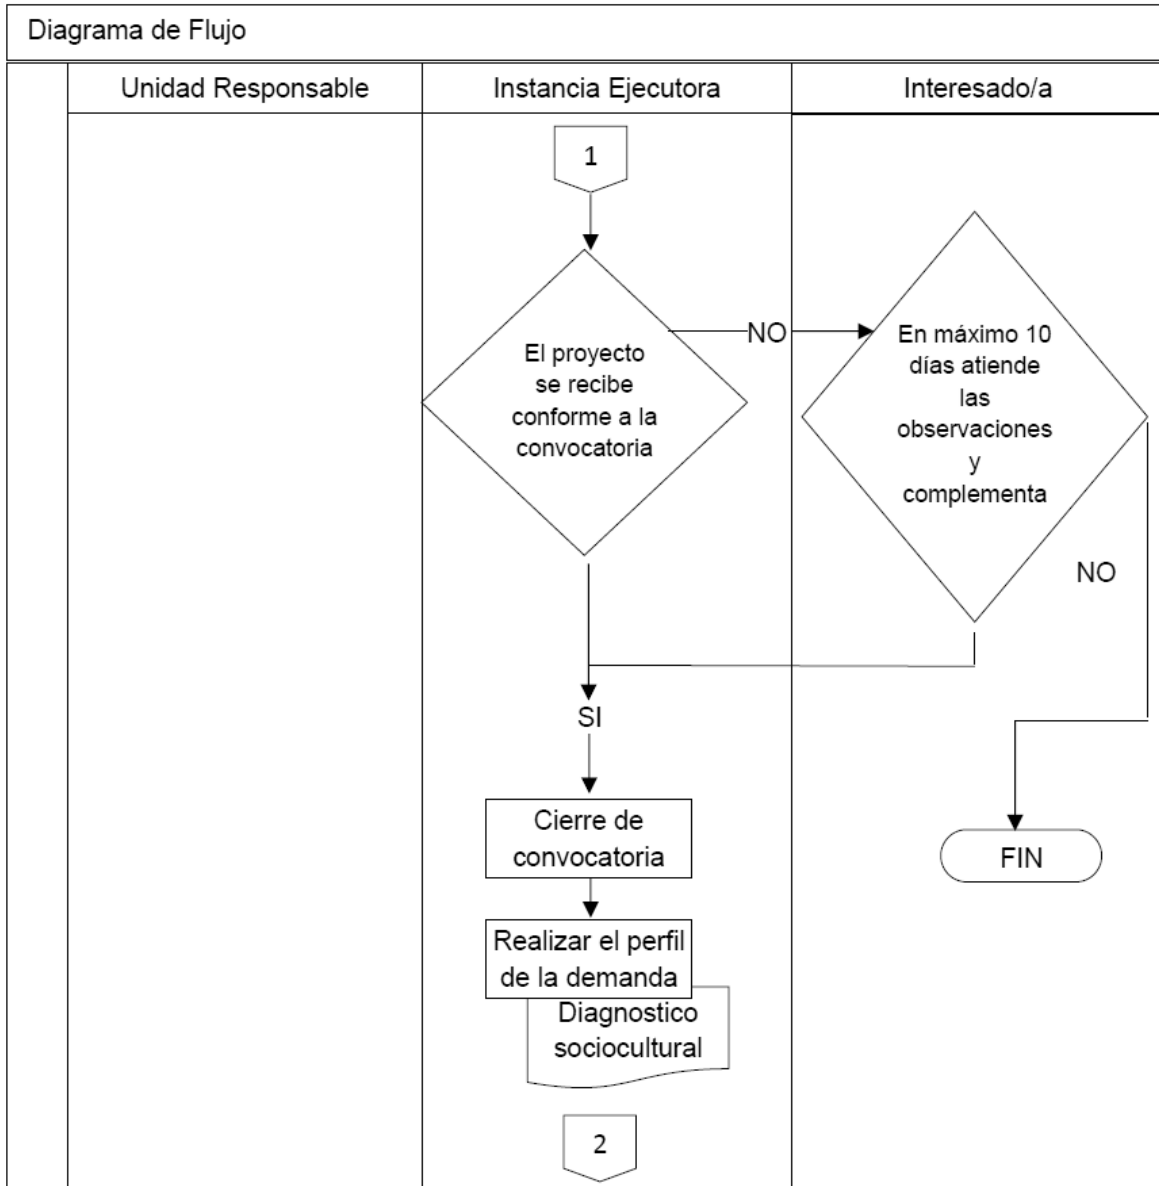 Diagrama de Flujo
Unidad Responsable
Instancia Ejecutora
Interesado/a
1
El proyecto
se recibe
conforme a la
convocatoria
NO
En máximo 10
días atiende
las
observaciones
y
complementa
NO
SI
Cierre de
convocatoria
FIN
Realizar el perfil
de la demanda
Diagnostico
sociocultural
2